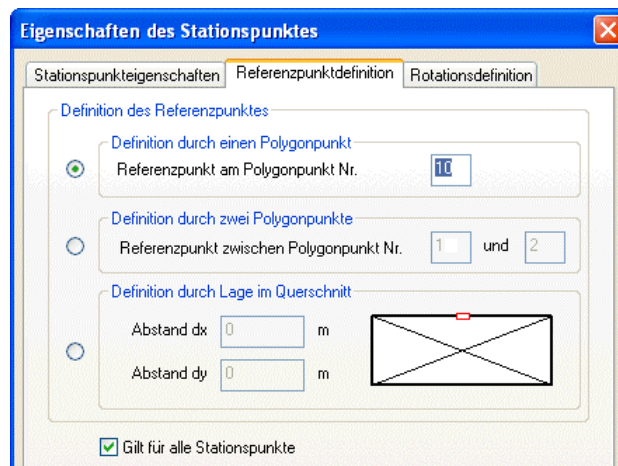 Eigenschaften des Stationspunktes
Stationspunkteigenschaften Referenzpunktdefinition Rotationsdefinition
Definition des Referenzpunktes
Definition durch einen Polygonpunkt
Referenzpunkt am Polygonpunkt Nr. 10
Definition durch zwei Polygonpunkte
Referenzpunkt zwischen Polygonpunkt Nr. 1 und 2
Definition durch Lage im Querschnitt
Abstand dx 0 m
Abstand dy 0 m
Gilt für alle Stationspunkte